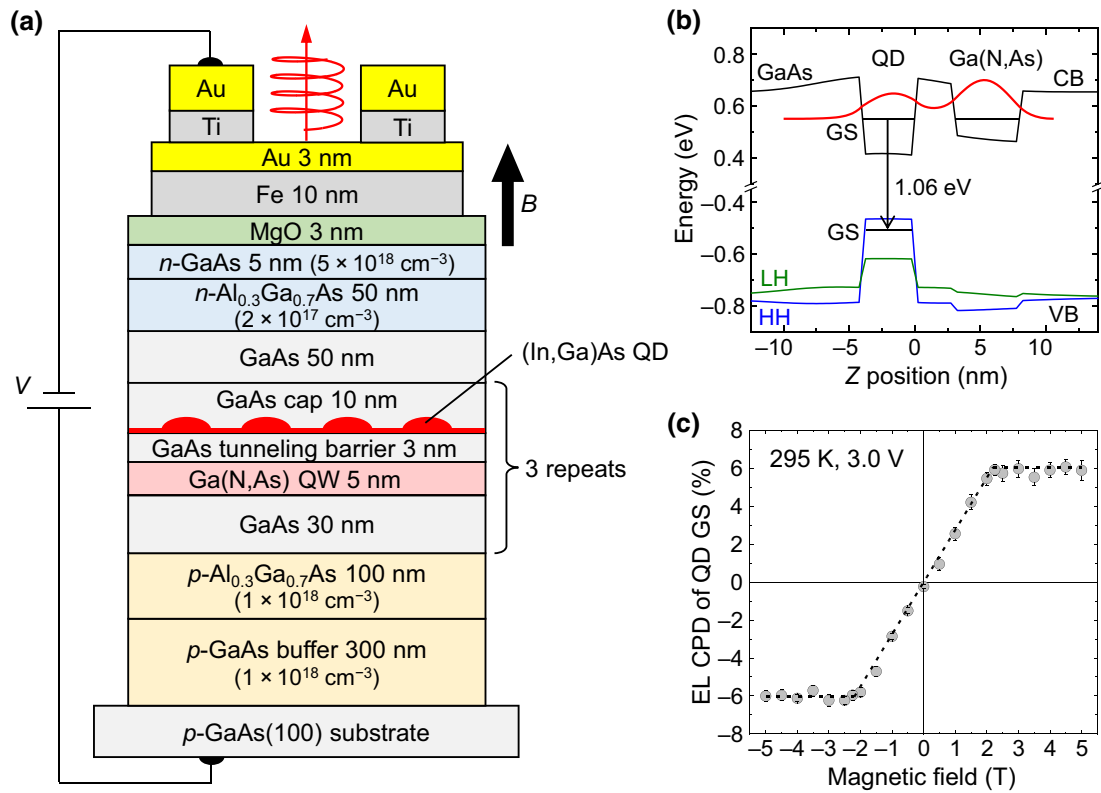 (a)
Au
Au
Ti
Ti
Au 3 nm
Fe 10 nm
B
MgO 3 nm
n-GaAs 5 nm (5 × 10¹⁸ cm⁻³)
n-Al₀.₃Ga₀.₇As 50 nm
(2 × 10¹⁷ cm⁻³)
GaAs 50 nm
(In,Ga)As QD
V
GaAs cap 10 nm
GaAs tunneling barrier 3 nm
3 repeats
Ga(N,As) QW 5 nm
GaAs 30 nm
p-Al₀.₃Ga₀.₇As 100 nm
(1 × 10¹⁸ cm⁻³)
p-GaAs buffer 300 nm
(1 × 10¹⁸ cm⁻³)
p-GaAs(100) substrate
(b)
GaAs
QD
Ga(N,As)
CB
GS
1.06 eV
GS
LH
HH
VB
0.8
0.6
0.4
−0.4
−0.6
−0.8
Energy (eV)
−10 −5 0 5 10
Z position (nm)
(c)
295 K, 3.0 V
8
6
4
2
0
−2
−4
−6
−8
EL CPD of QD GS (%)
−5 −4 −3 −2 −1 0 1 2 3 4 5
Magnetic field (T)